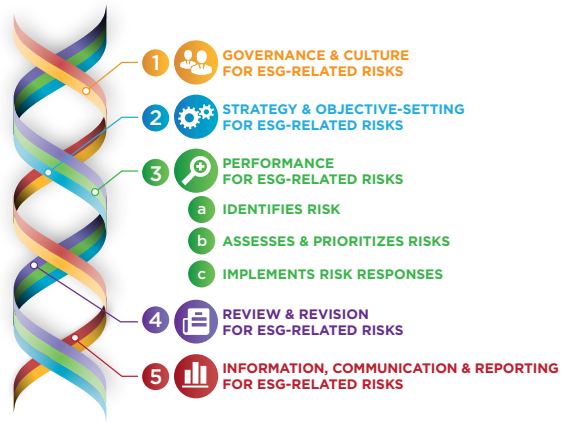 1 GOVERNANCE & CULTURE
FOR ESG-RELATED RISKS
2 STRATEGY & OBJECTIVE-SETTING
FOR ESG-RELATED RISKS
3 PERFORMANCE
FOR ESG-RELATED RISKS
a IDENTIFIES RISK
b ASSESSES & PRIORITIZES RISKS
c IMPLEMENTS RISK RESPONSES
4 REVIEW & REVISION
FOR ESG-RELATED RISKS
5 INFORMATION, COMMUNICATION & REPORTING
FOR ESG-RELATED RISKS